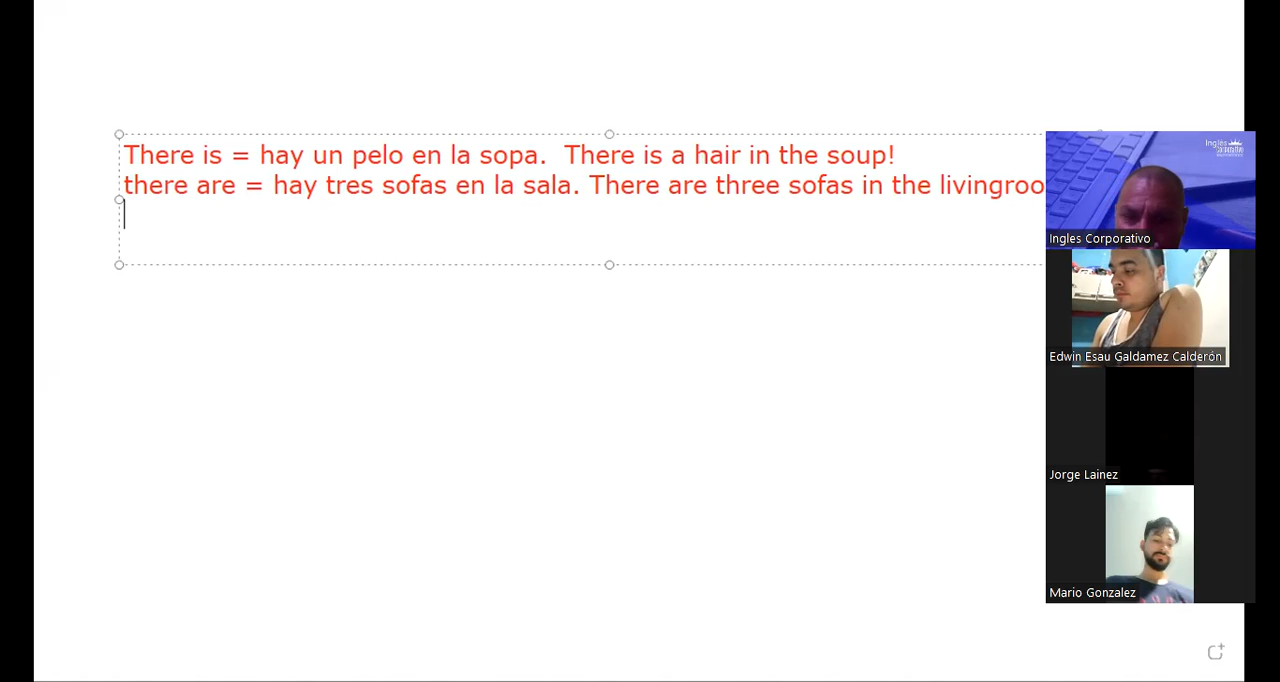 There is = hay un pelo en la sopa.  There is a hair in the soup!
there are = hay tres sofas en la sala. There are three sofas in the livingroo
Ingles
Ingles Corporativo
Edwin Esau Galdamez Calderón
Jorge Lainez
Mario Gonzalez